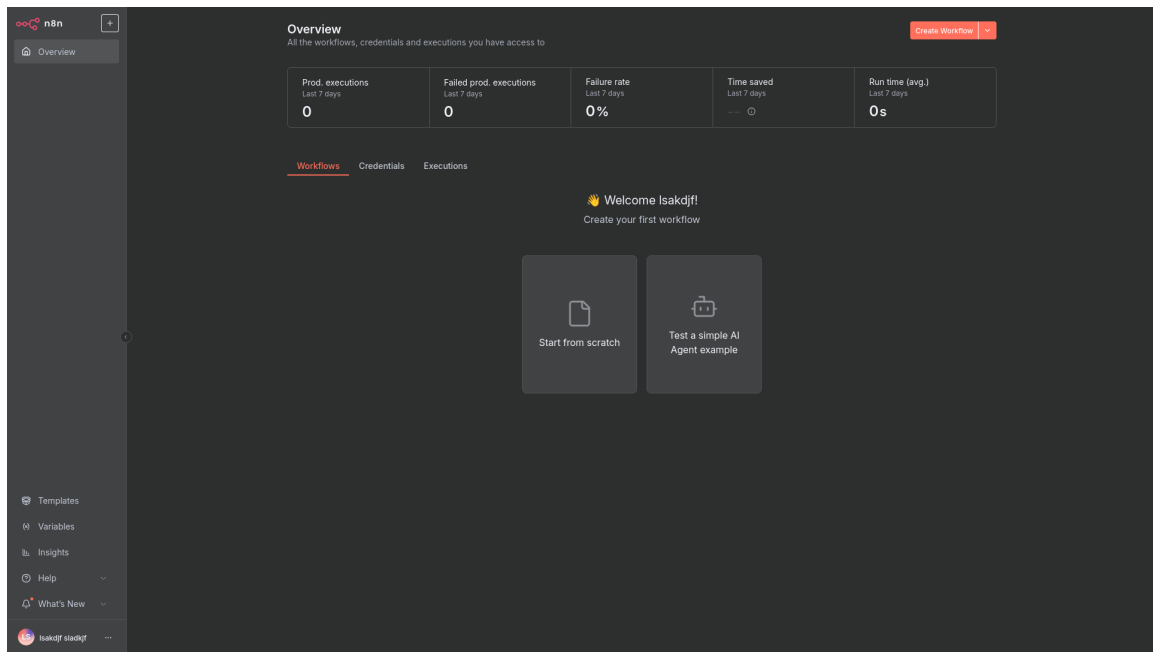 n8n
+
Overview
Templates
Variables
Insights
Help
What's New
LS
lsakdjf sladkjf
Overview
All the workflows, credentials and executions you have access to
Create Workflow
Prod. executions
Last 7 days
0
Failed prod. executions
Last 7 days
0
Failure rate
Last 7 days
0%
Time saved
Last 7 days
--
Run time (avg.)
Last 7 days
0s
Workflows Credentials Executions
👋 Welcome lsakdjf!
Create your first workflow
Start from scratch
Test a simple AI
Agent example